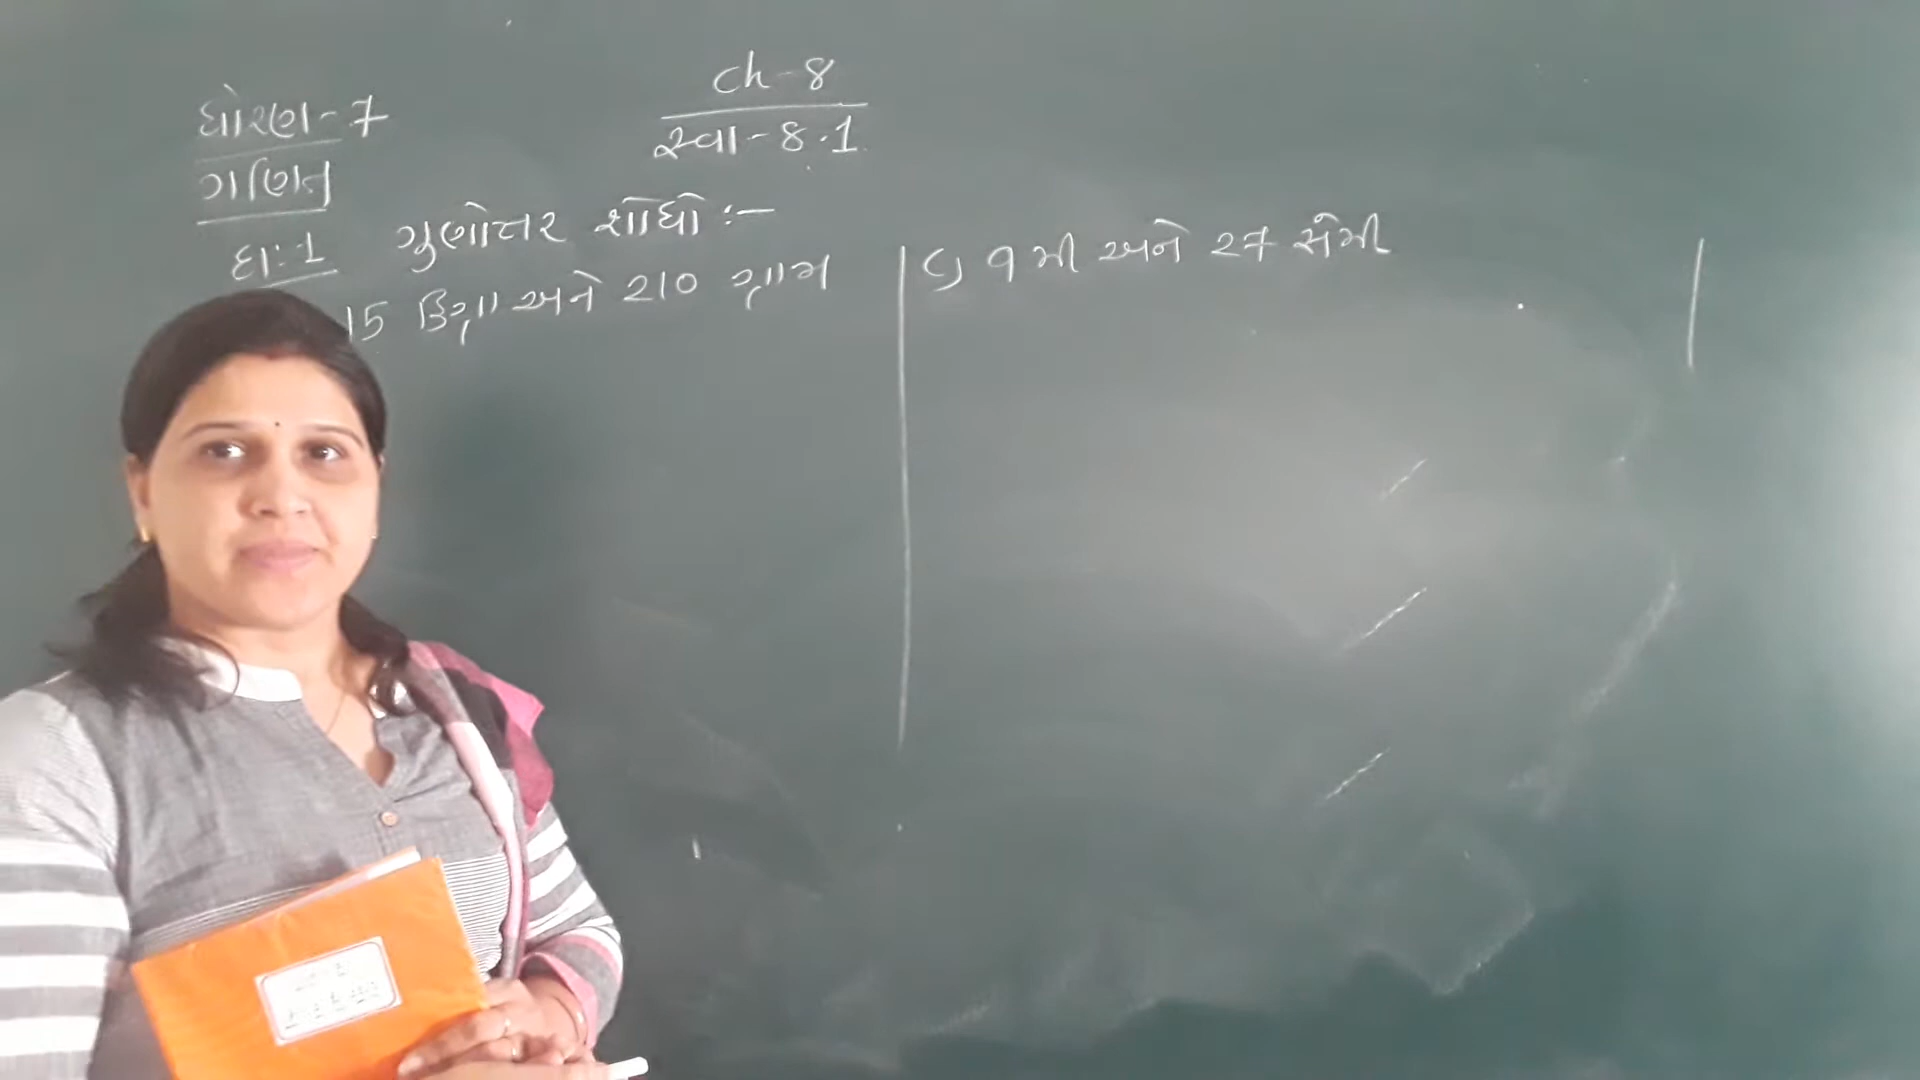 ધોરણ-7
ગણિત
Ch-8
સ્વા-8.1
દા:1 ગુણોત્તર શોધો :-
15 કિગ્રા અને 210 ગ્રામ
c) 9 મી અને 27 સેમી